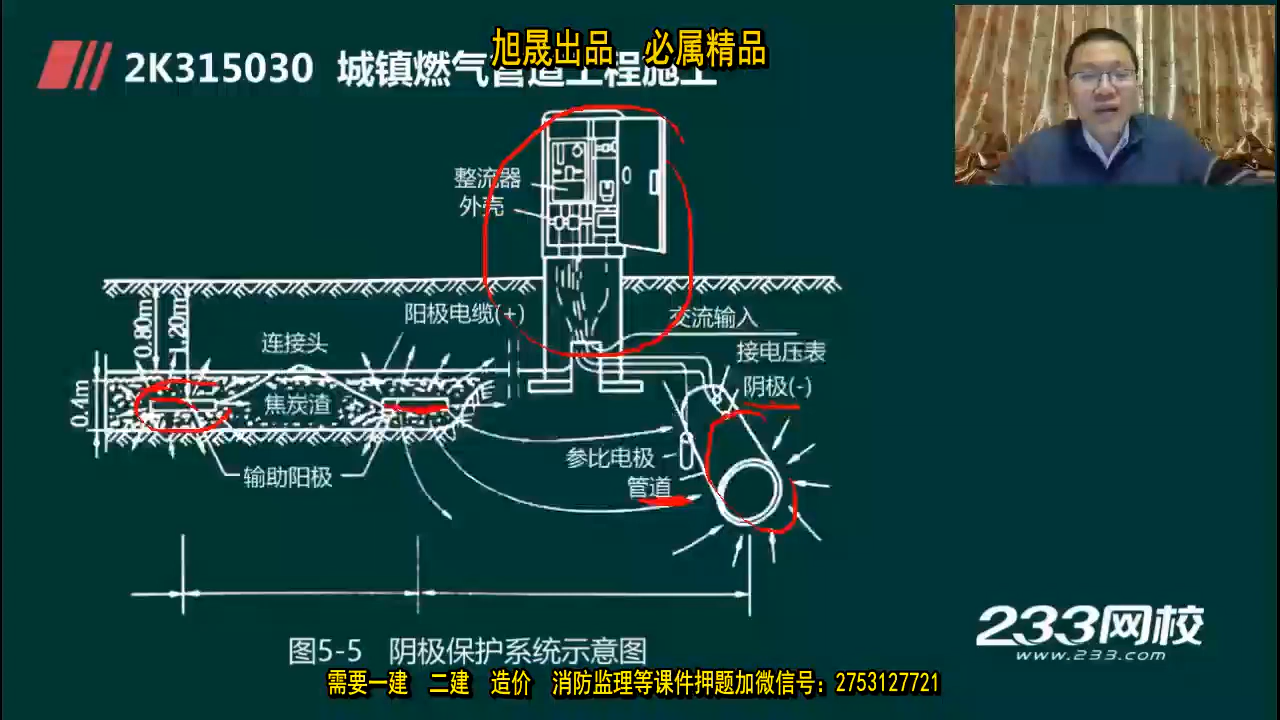 旭晟出品 必属精品
2K315030 城镇燃气管道工程施工
整流器
外壳
0.80m
1.20m
阳极电缆(+)
交流输入
连接头
接电压表
阴极(-)
0.4m
焦炭渣
参比电极
输助阳极
管道
图5-5 阴极保护系统示意图
233网校
www.233.com
需要一建 二建 造价 消防监理等课件押题加微信号：2753127721